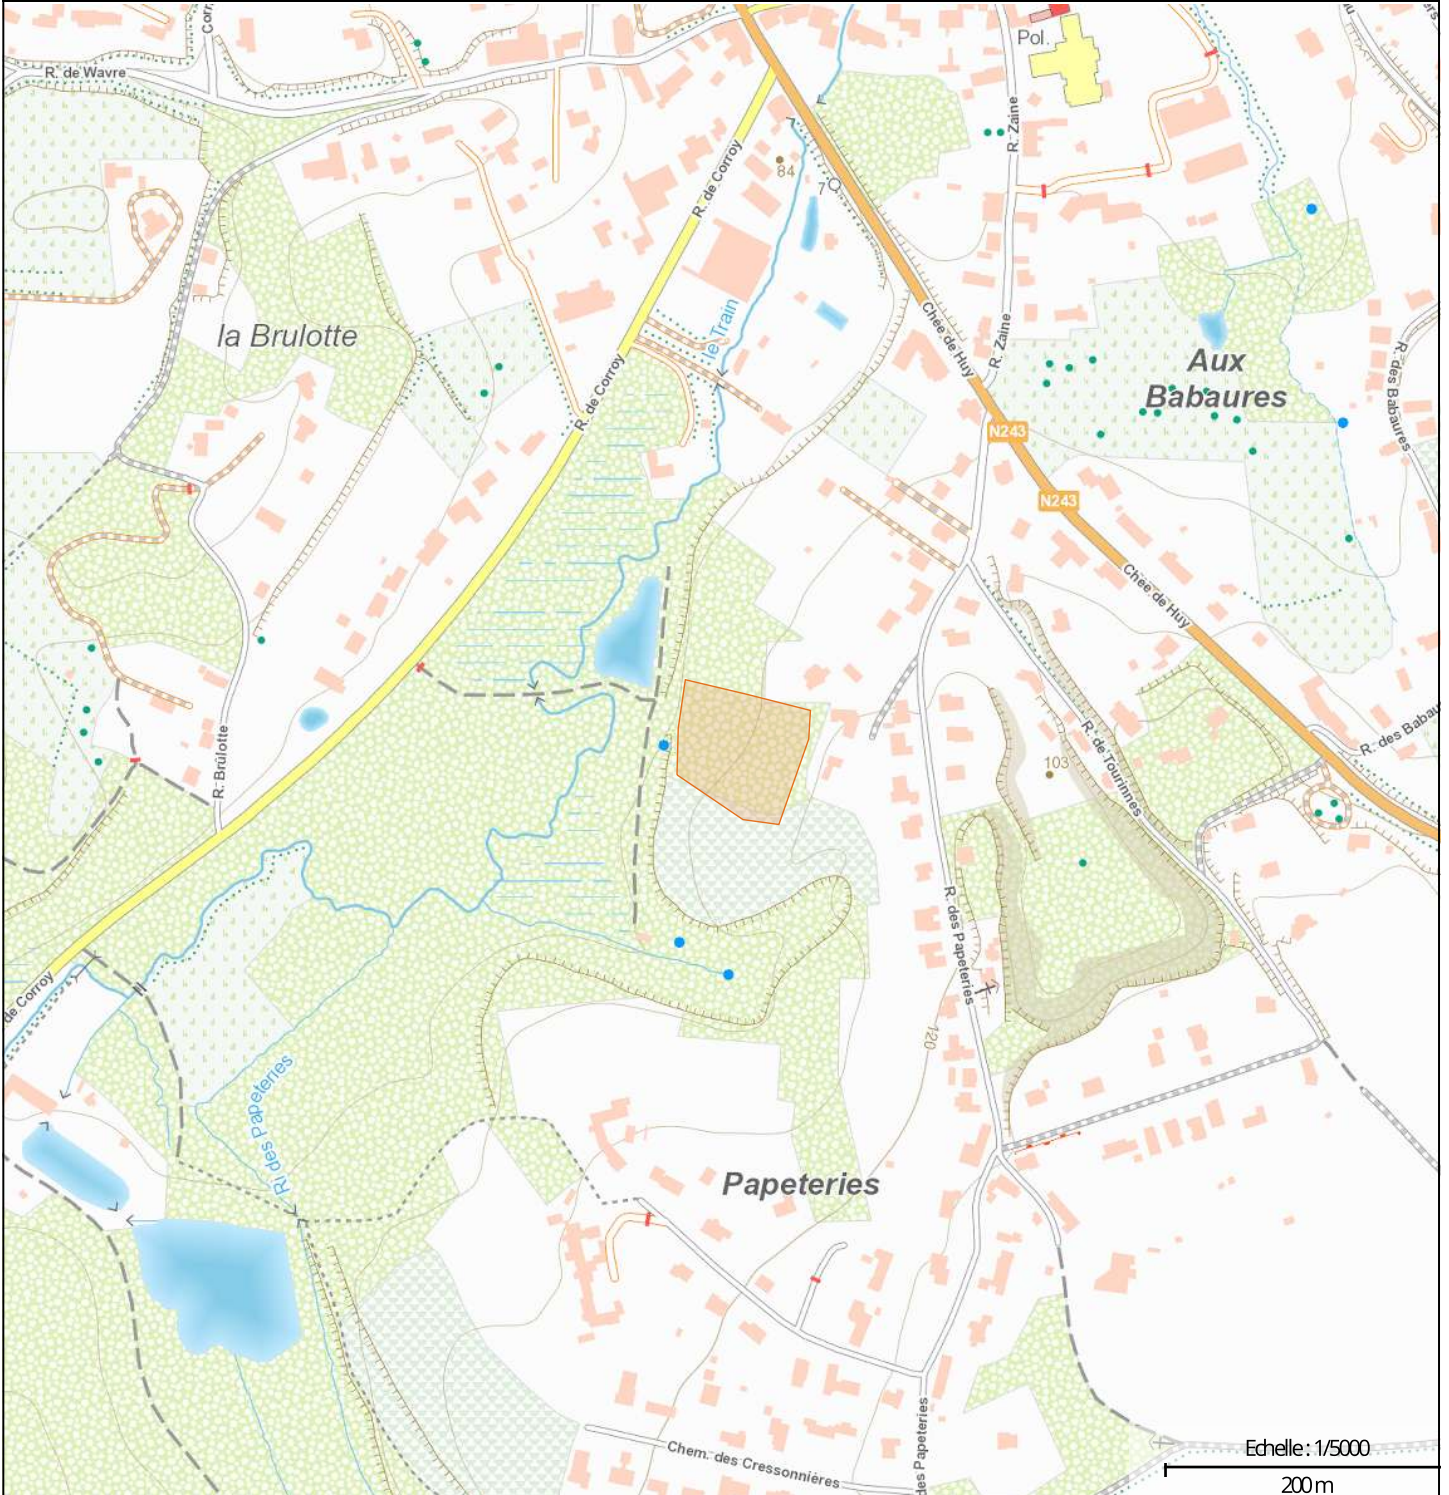 Corr.
R. de Wavre
Pol.
R. Zaine
R. de Corroy
84
7
la Brulotte
le Train
Chée de Huy
R. Zaine
Aux
Babaures
R. des Babaures
R. de Corroy
N243
N243
Chée de Huy
R. Brûlotte
R. de Tourinnes
103
R. des Babau
R. des Papeteries
de Corroy
120
Ri des Papeteries
Papeteries
Chem. des Cressonnières
des Papeteries
Echelle : 1/5000
200 m